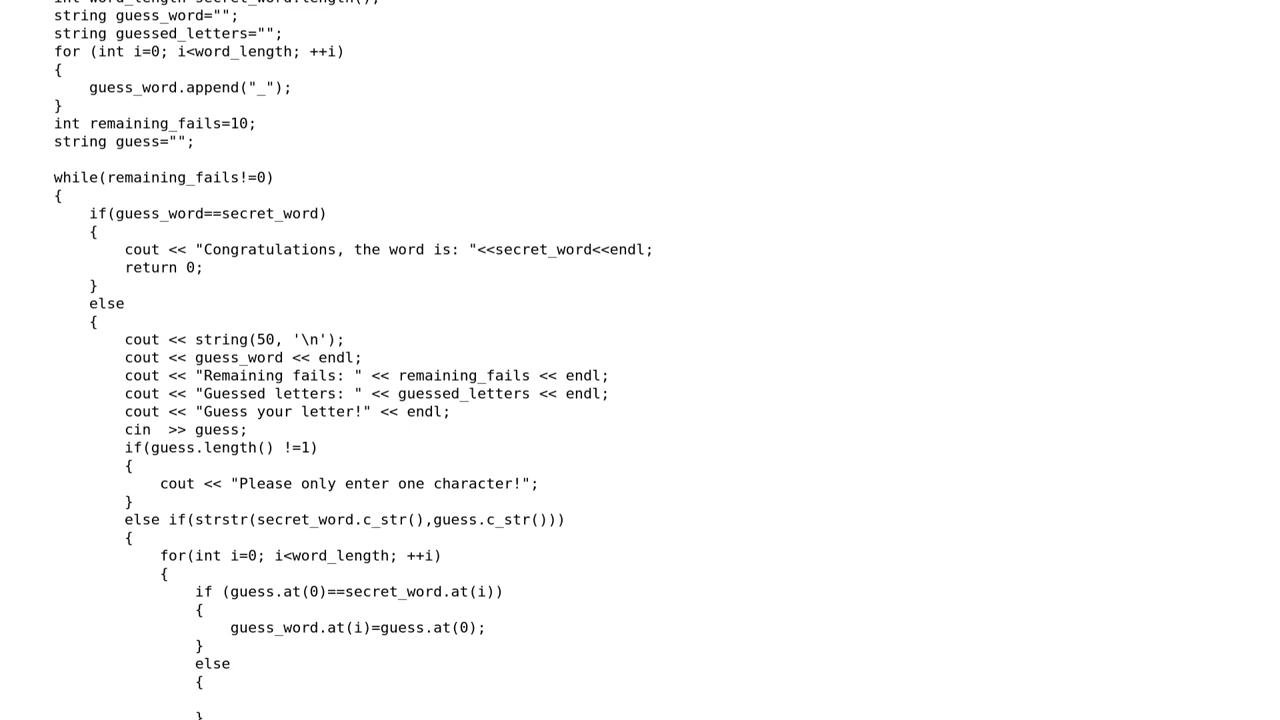 int word_length=secret_word.length();
string guess_word="";
string guessed_letters="";
for (int i=0; i<word_length; ++i)
{
    guess_word.append("_");
}
int remaining_fails=10;
string guess="";

while(remaining_fails!=0)
{
    if(guess_word==secret_word)
    {
        cout << "Congratulations, the word is: "<<secret_word<<endl;
        return 0;
    }
    else
    {
        cout << string(50, '\n');
        cout << guess_word << endl;
        cout << "Remaining fails: " << remaining_fails << endl;
        cout << "Guessed letters: " << guessed_letters << endl;
        cout << "Guess your letter!" << endl;
        cin  >> guess;
        if(guess.length() !=1)
        {
            cout << "Please only enter one character!";
        }
        else if(strstr(secret_word.c_str(),guess.c_str()))
        {
            for(int i=0; i<word_length; ++i)
            {
                if (guess.at(0)==secret_word.at(i))
                {
                    guess_word.at(i)=guess.at(0);
                }
                else
                {

                }